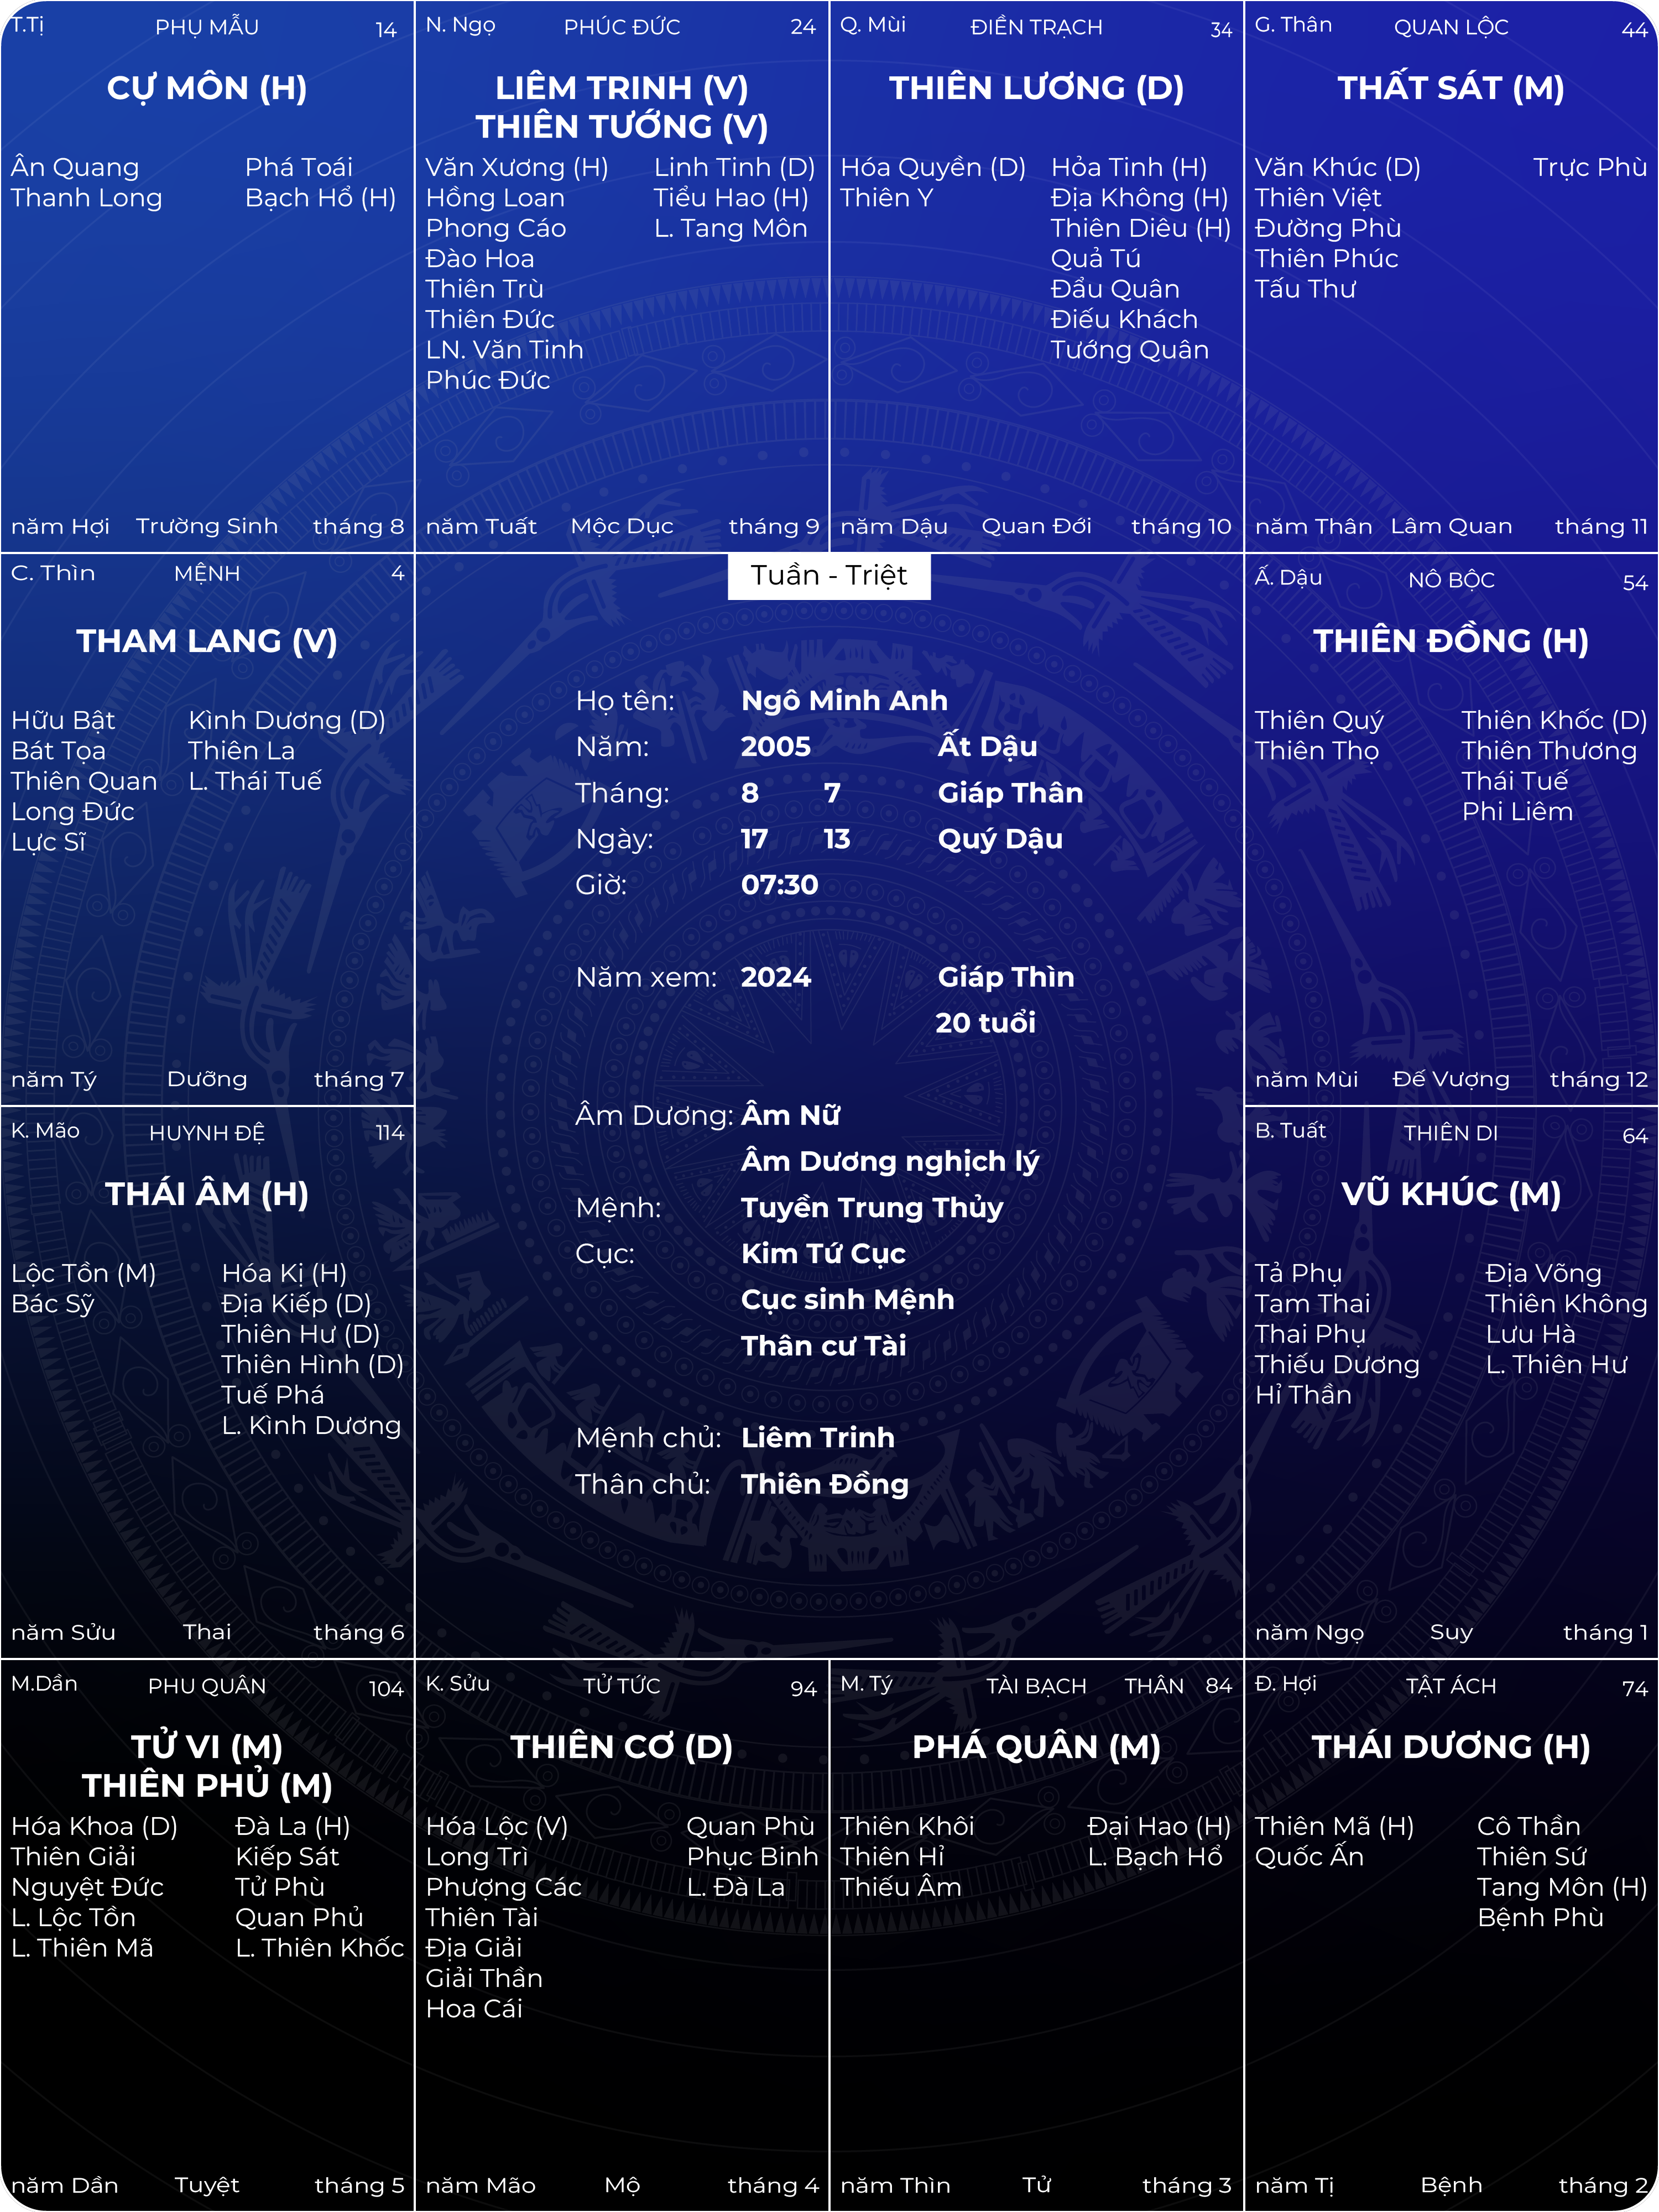 T.Tị PHỤ MẪU 14
CỰ MÔN (H)
Ân Quang Phá Toái
Thanh Long Bạch Hổ (H)
năm Hợi Trường Sinh tháng 8
N. Ngọ PHÚC ĐỨC 24
LIÊM TRINH (V)
THIÊN TƯỚNG (V)
Văn Xương (H) Linh Tinh (D)
Hồng Loan Tiểu Hao (H)
Phong Cáo L. Tang Môn
Đào Hoa
Thiên Trù
Thiên Đức
LN. Văn Tinh
Phúc Đức
năm Tuất Mộc Dục tháng 9
Q. Mùi ĐIỀN TRẠCH 34
THIÊN LƯƠNG (D)
Hóa Quyền (D) Hỏa Tinh (H)
Thiên Y Địa Không (H)
Thiên Diêu (H)
Quả Tú
Đẩu Quân
Điếu Khách
Tướng Quân
năm Dậu Quan Đới tháng 10
G. Thân QUAN LỘC 44
THẤT SÁT (M)
Văn Khúc (D) Trực Phù
Thiên Việt
Đường Phù
Thiên Phúc
Tấu Thư
năm Thân Lâm Quan tháng 11
C. Thìn MỆNH 4
THAM LANG (V)
Hữu Bật Kình Dương (D)
Bát Tọa Thiên La
Thiên Quan L. Thái Tuế
Long Đức
Lực Sĩ
năm Tý Dưỡng tháng 7
Tuần - Triệt
Họ tên: Ngô Minh Anh
Năm: 2005 Ất Dậu
Tháng: 8 7 Giáp Thân
Ngày: 17 13 Quý Dậu
Giờ: 07:30
Năm xem: 2024 Giáp Thìn
20 tuổi
Âm Dương: Âm Nữ
Âm Dương nghịch lý
Mệnh: Tuyền Trung Thủy
Cục: Kim Tứ Cục
Cục sinh Mệnh
Thân cư Tài
Mệnh chủ: Liêm Trinh
Thân chủ: Thiên Đồng
Ấ. Dậu NÔ BỘC 54
THIÊN ĐỒNG (H)
Thiên Quý Thiên Khốc (D)
Thiên Thọ Thiên Thương
Thái Tuế
Phi Liêm
năm Mùi Đế Vượng tháng 12
K. Mão HUYNH ĐỆ 114
THÁI ÂM (H)
Lộc Tồn (M) Hóa Kị (H)
Bác Sỹ Địa Kiếp (D)
Thiên Hư (D)
Thiên Hình (D)
Tuế Phá
L. Kình Dương
năm Sửu Thai tháng 6
B. Tuất THIÊN DI 64
VŨ KHÚC (M)
Tả Phụ Địa Võng
Tam Thai Thiên Không
Thai Phụ Lưu Hà
Thiếu Dương L. Thiên Hư
Hỉ Thần
năm Ngọ Suy tháng 1
M.Dần PHU QUÂN 104
TỬ VI (M)
THIÊN PHỦ (M)
Hóa Khoa (D) Đà La (H)
Thiên Giải Kiếp Sát
Nguyệt Đức Tử Phù
L. Lộc Tồn Quan Phủ
L. Thiên Mã L. Thiên Khốc
năm Dần Tuyệt tháng 5
K. Sửu TỬ TỨC 94
THIÊN CƠ (D)
Hóa Lộc (V) Quan Phù
Long Trì Phục Binh
Phượng Các L. Đà La
Thiên Tài
Địa Giải
Giải Thần
Hoa Cái
năm Mão Mộ tháng 4
M. Tý TÀI BẠCH THÂN 84
PHÁ QUÂN (M)
Thiên Khôi Đại Hao (H)
Thiên Hỉ L. Bạch Hổ
Thiếu Âm
năm Thìn Tử tháng 3
Đ. Hợi TẬT ÁCH 74
THÁI DƯƠNG (H)
Thiên Mã (H) Cô Thần
Quốc Ấn Thiên Sứ
Tang Môn (H)
Bệnh Phù
năm Tị Bệnh tháng 2